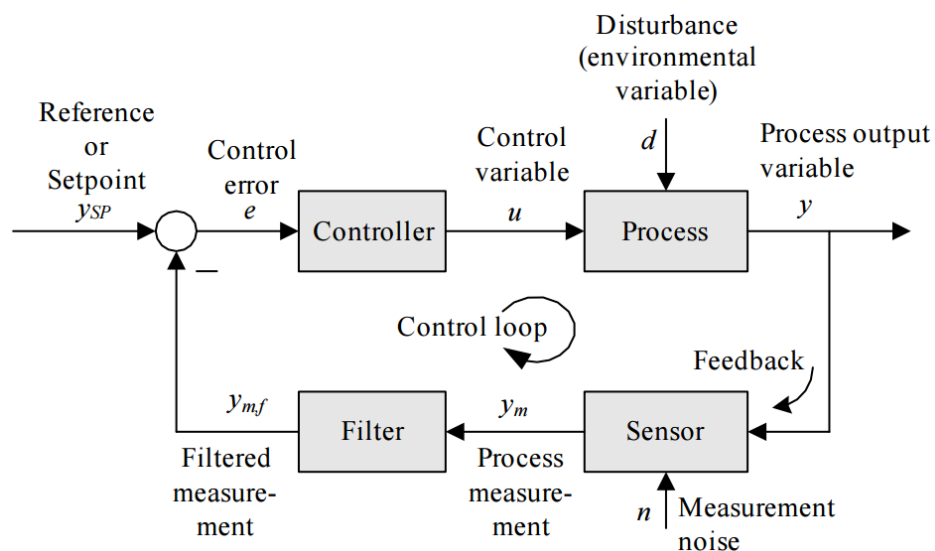 Disturbance
(environmental
variable)
d
Reference
or
Setpoint
ySP
Control
error
e
Controller
Control
variable
u
Process
Process output
variable
y
Control loop
Feedback
ym,f
Filtered
measure-
ment
Filter
ym
Process
measure-
ment
Sensor
n
Measurement
noise